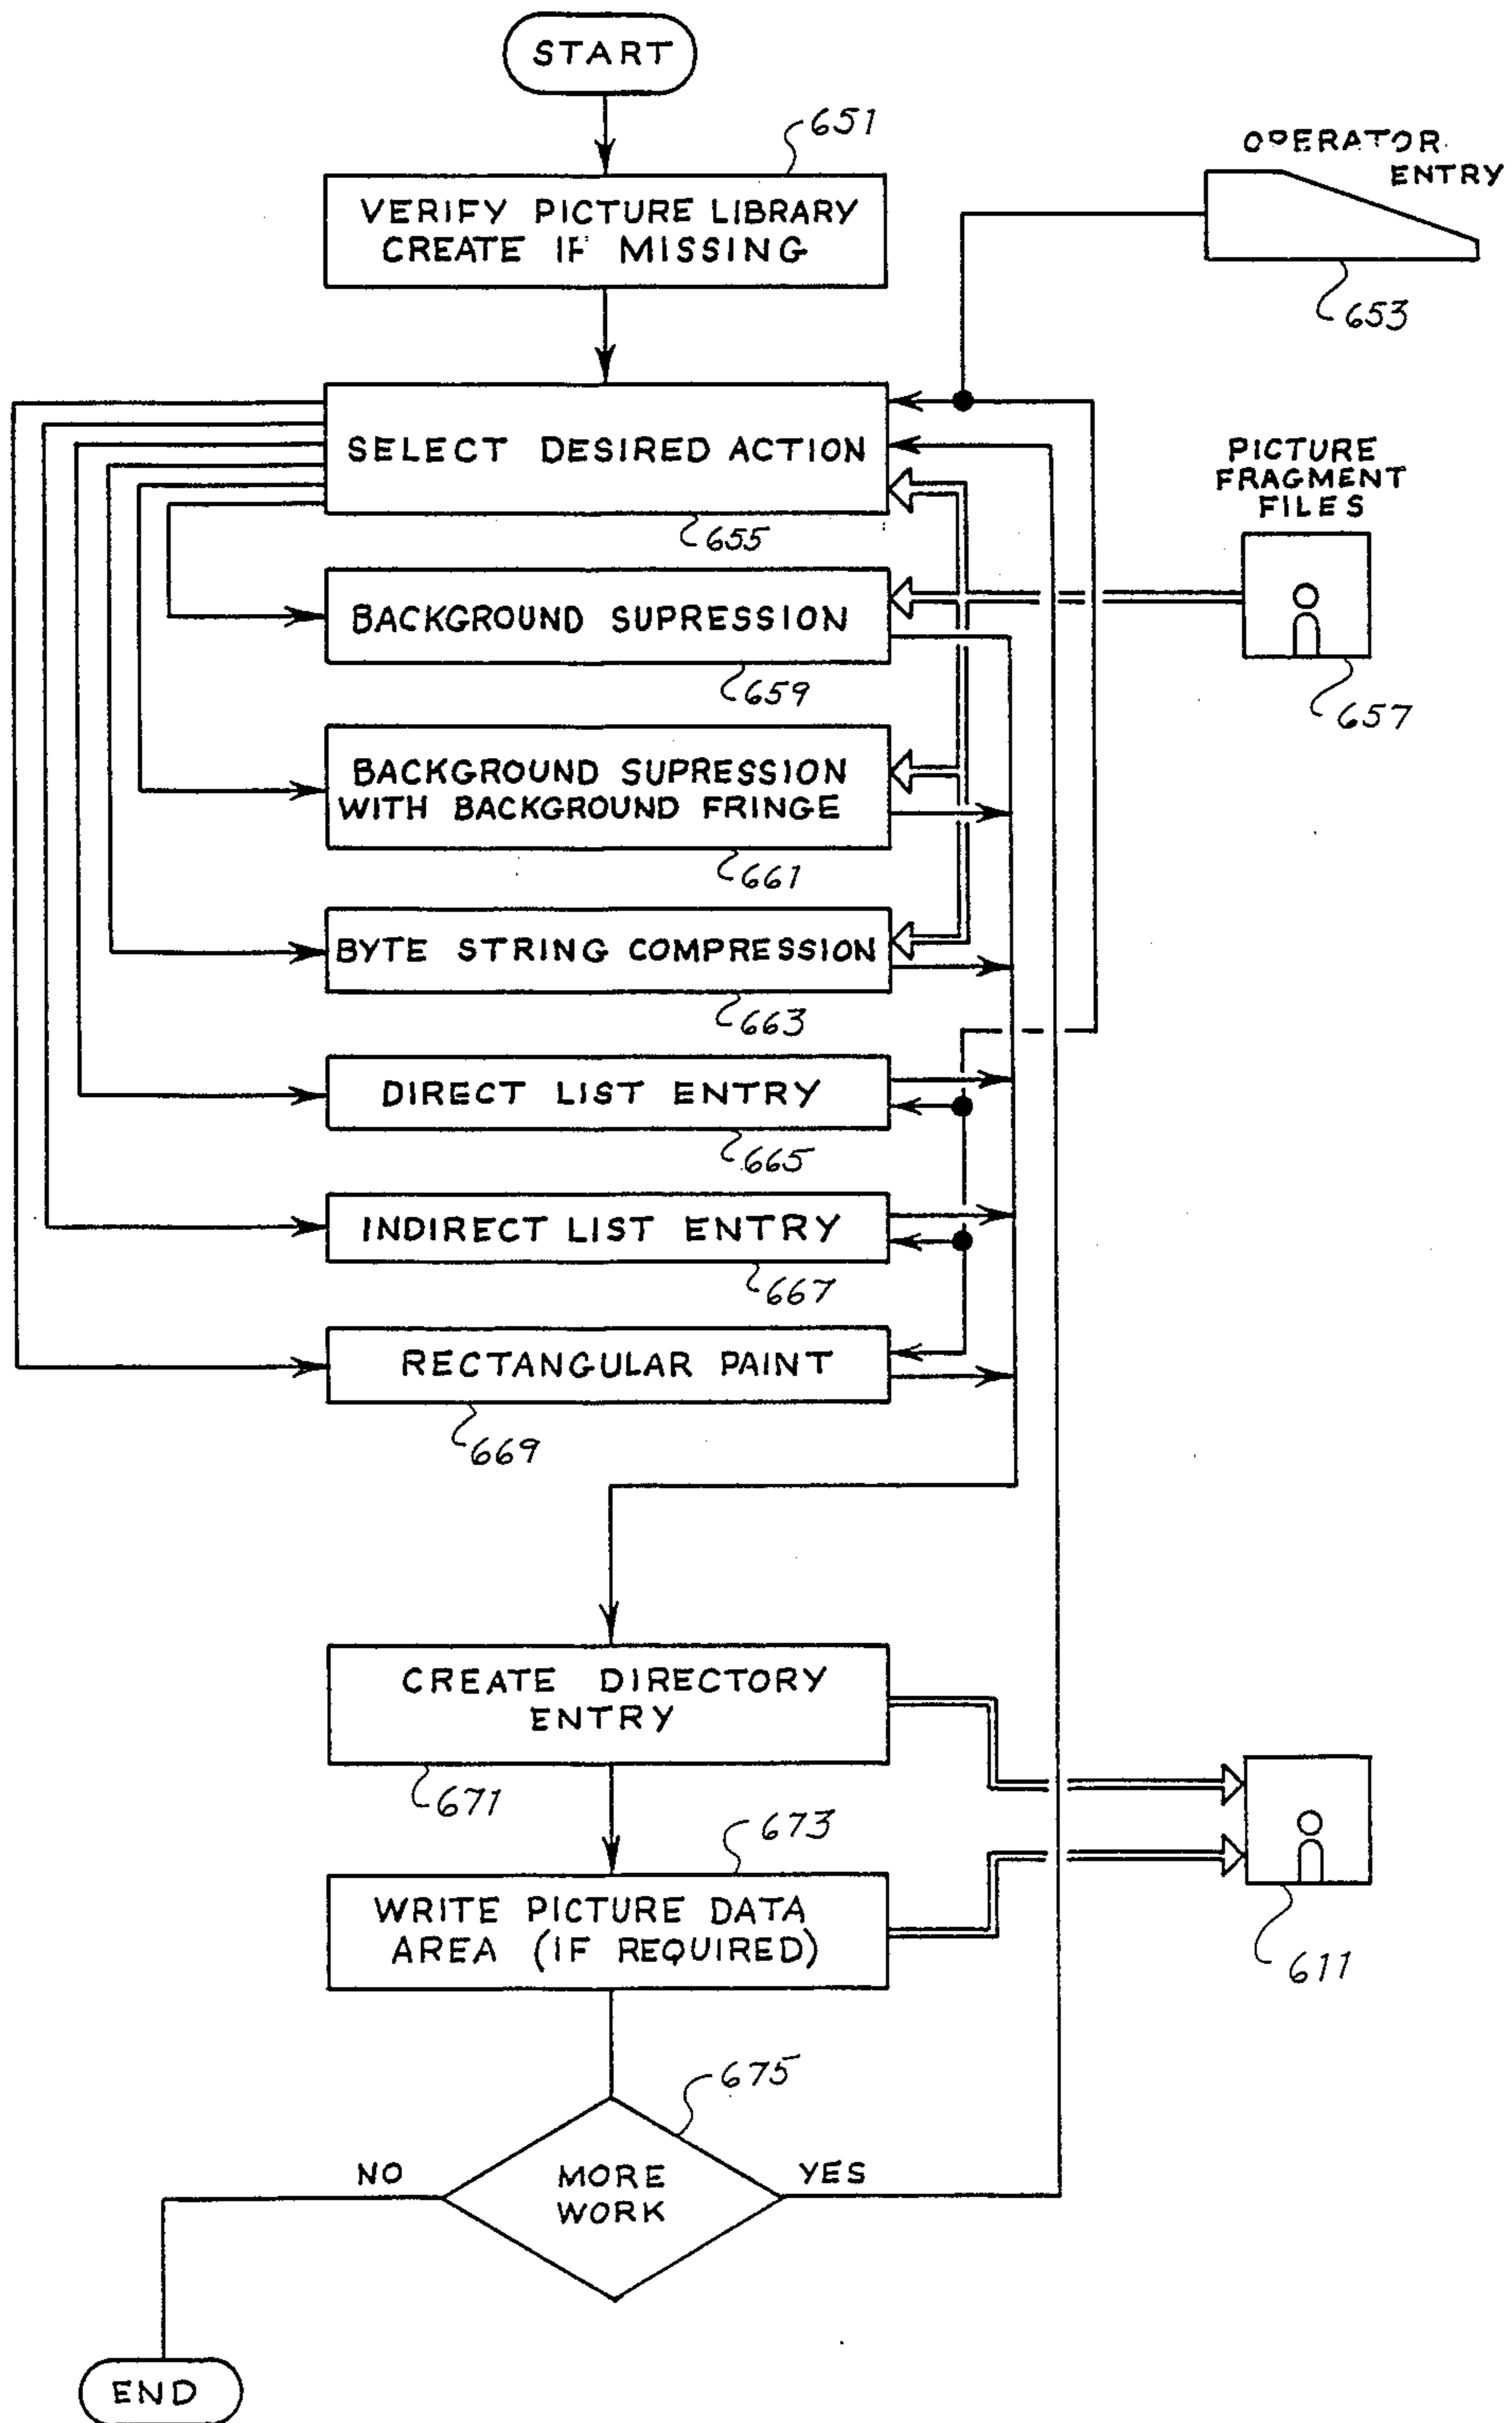 START
651
VERIFY PICTURE LIBRARY
CREATE IF MISSING
OPERATOR
ENTRY
653
SELECT DESIRED ACTION
655
PICTURE
FRAGMENT
FILES
657
BACKGROUND SUPRESSION
659
BACKGROUND SUPRESSION
WITH BACKGROUND FRINGE
661
BYTE STRING COMPRESSION
663
DIRECT LIST ENTRY
665
INDIRECT LIST ENTRY
667
RECTANGULAR PAINT
669
CREATE DIRECTORY
ENTRY
671
673
WRITE PICTURE DATA
AREA (IF REQUIRED)
611
675
NO
MORE
WORK
YES
END